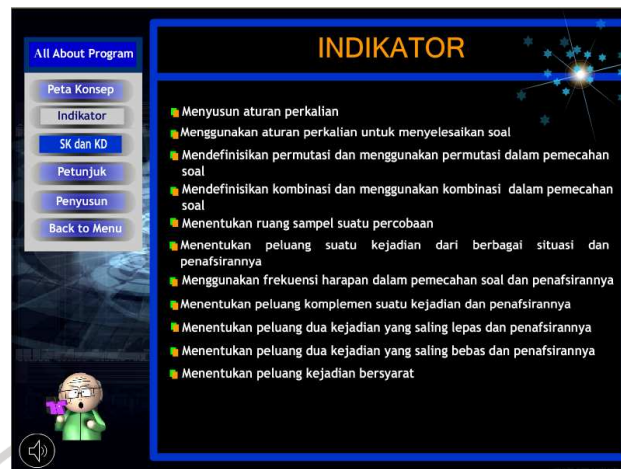 All About Program
Peta Konsep
Indikator
SK dan KD
Petunjuk
Penyusun
Back to Menu
INDIKATOR
Menyusun aturan perkalian
Menggunakan aturan perkalian untuk menyelesaikan soal
Mendefinisikan permutasi dan menggunakan permutasi dalam pemecahan
soal
Mendefinisikan kombinasi dan menggunakan kombinasi dalam pemecahan
soal
Menentukan ruang sampel suatu percobaan
Menentukan peluang suatu kejadian dari berbagai situasi dan
penafsirannya
Menggunakan frekuensi harapan dalam pemecahan soal dan penafsirannya
Menentukan peluang komplemen suatu kejadian dan penafsirannya
Menentukan peluang dua kejadian yang saling lepas dan penafsirannya
Menentukan peluang dua kejadian yang saling bebas dan penafsirannya
Menentukan peluang kejadian bersyarat